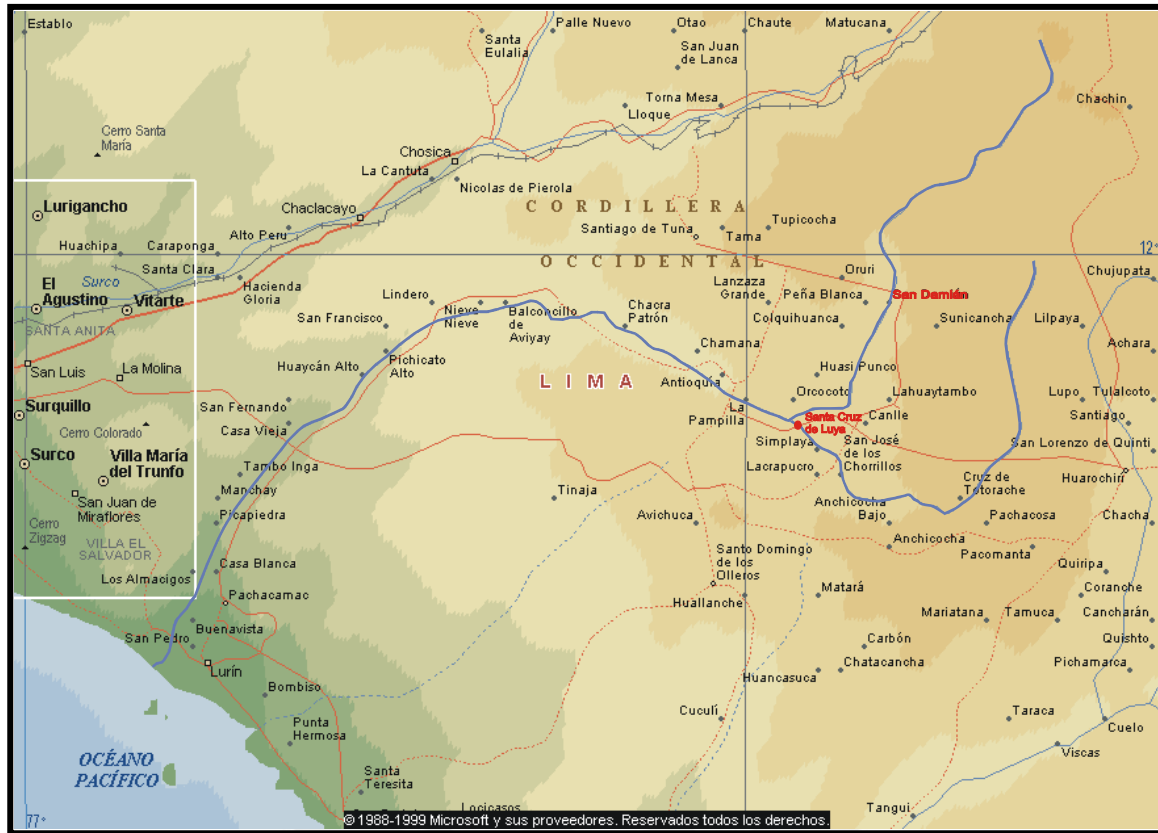 Establo
Palle Nuevo
Otao
Chaute
Matucana
Santa
Eulalia
San Juan
de Lanca
Chachin
Torna Mesa
Lloque
Cerro Santa
María
Chosica
La Cantuta
Nicolas de Pierola
Lurigancho
Chaclacayo
CORDILLERA
Tupicocha
Santiago de Tuna
Tama
Alto Peru
Huachipa
Caraponga
12°
OCCIDENTAL
Santa Clara
Surco
Hacienda
Gloria
Oruri
Chujupata
El
Agustino
Vitarte
Lindero
Nieve
Nieve
Balconcillo
de
Aviyay
Chacra
Patrón
Lanzaza
Grande
Peña Blanca
San Damián
SANTA ANITA
San Francisco
Colquihuanca
Sunicancha
Lilpaya
Achara
Chamana
San Luis
La Molina
Huaycán Alto
Pichicato
Alto
LIMA
Antioquía
Huasi Punco
Surquillo
San Fernando
La
Pampilla
Orococto
Lahuaytambo
Lupo
Tulalcoto
Santiago
Cerro Colorado
Casa Vieja
Santa Cruz
de Luya
Canlle
Surco
Villa María
del Trunfo
Simplaya
San José
de los
Chorrillos
San Lorenzo de Quinti
Tambo Inga
Lacrapucro
Huarochiri
San Juan de
Miraflores
Manchay
Tinaja
Anchicocha
Bajo
Cruz de
Totorache
Cerro
Zigzag
Picapiedra
Avichuca
Pachacosa
Chacha
VILLA EL
SALVADOR
Anchicocha
Pacomanta
Los Almacigos
Casa Blanca
Santo Domingo
de los
Olleros
Quiripa
Pachacamac
Huallanche
Matará
Coranche
Mariatana
Tamuca
Cancharán
Buenavista
San Pedro
Carbón
Quishto
Lurín
Huancasuca
Chatacancha
Pichamarca
Bombiso
Cuculí
Taraca
Cuelo
Punta
Hermosa
Viscas
OCÉANO
PACÍFICO
Santa
Teresita
Locicasos
Tangui
77°
© 1988-1999 Microsoft y sus proveedores. Reservados todos los derechos.